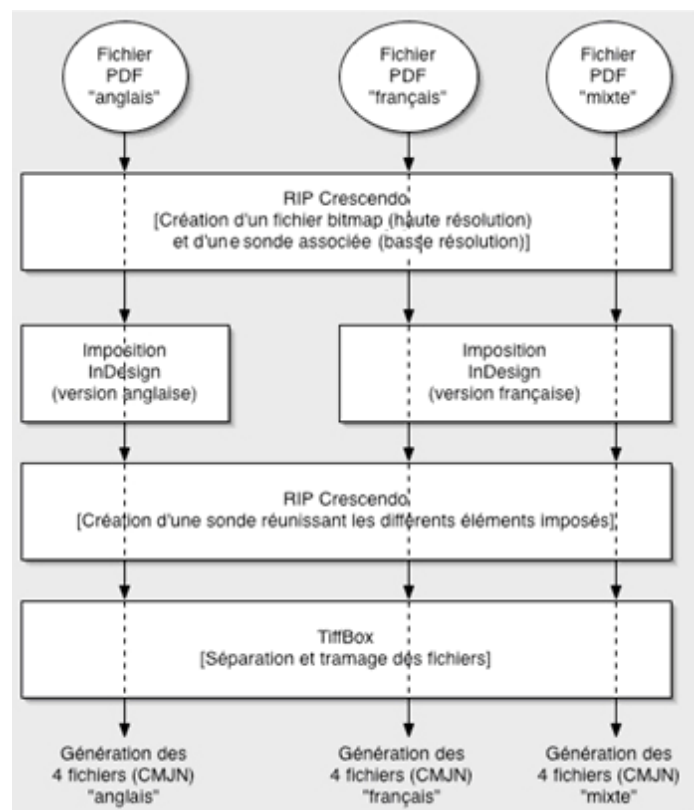 Fichier
PDF
"anglais"
Fichier
PDF
"français"
Fichier
PDF
"mixte"
RIP Crescendo
[Création d'un fichier bitmap (haute résolution)
et d'une sonde associée (basse résolution)]
Imposition
InDesign
(version anglaise)
Imposition
InDesign
(version française)
RIP Crescendo
[Création d'une sonde réunissant les différents éléments imposés]
TiffBox
[Séparation et tramage des fichiers]
Génération des
4 fichiers (CMJN)
"anglais"
Génération des
4 fichiers (CMJN)
"français"
Génération des
4 fichiers (CMJN)
"mixte"